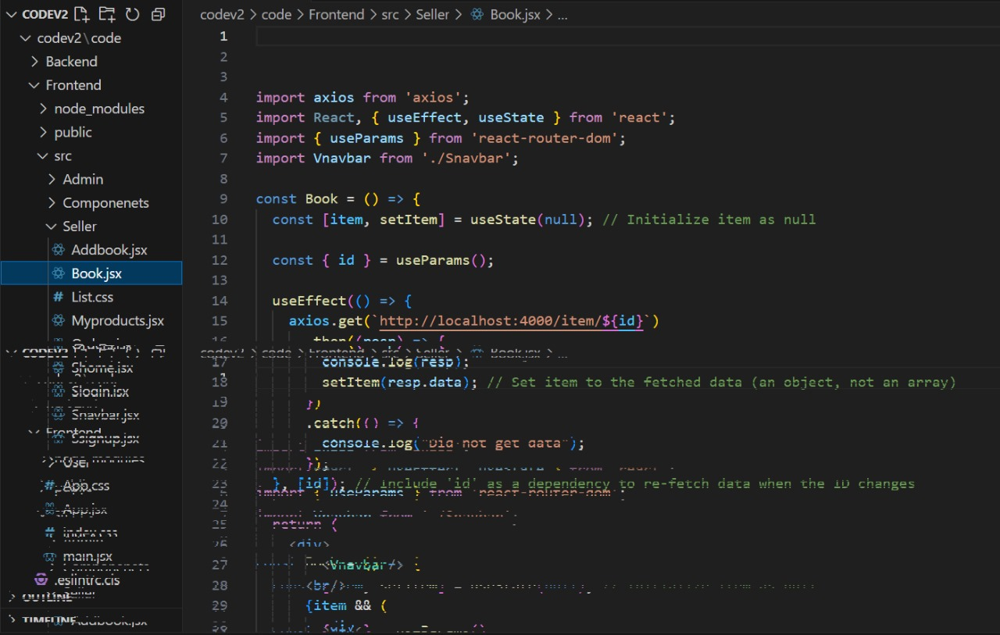 CODEV2
codev2\code
Backend
Frontend
node_modules
public
src
Admin
Componenets
Seller
Addbook.jsx
Book.jsx
List.css
Myproducts.jsx
Shome.jsx
Slogin.jsx
Snavbar.jsx
Ssignup.jsx
User
App.css
App.jsx
index.css
main.jsx
.eslintrc.cjs
OUTLINE
TIMELINE
codev2 > code > Frontend > src > Seller > Book.jsx > ...
1
2
3
4 import axios from 'axios';
5 import React, { useEffect, useState } from 'react';
6 import { useParams } from 'react-router-dom';
7 import Vnavbar from './Snavbar';
8
9 const Book = () => {
10 const [item, setItem] = useState(null); // Initialize item as null
11
12 const { id } = useParams();
13
14 useEffect(() => {
15 axios.get(`http://localhost:4000/item/${id}`)
16 .then((resp) => {
17 console.log(resp);
18 setItem(resp.data); // Set item to the fetched data (an object, not an array)
19 })
20 .catch(() => {
21 console.log("Did not get data");
22 });
23 }, [id]); // Include `id` as a dependency to re-fetch data when the ID changes
24
25 return (
26 <div>
27 <Vnavbar/>
28 <br/>
29 {item && (
<div>